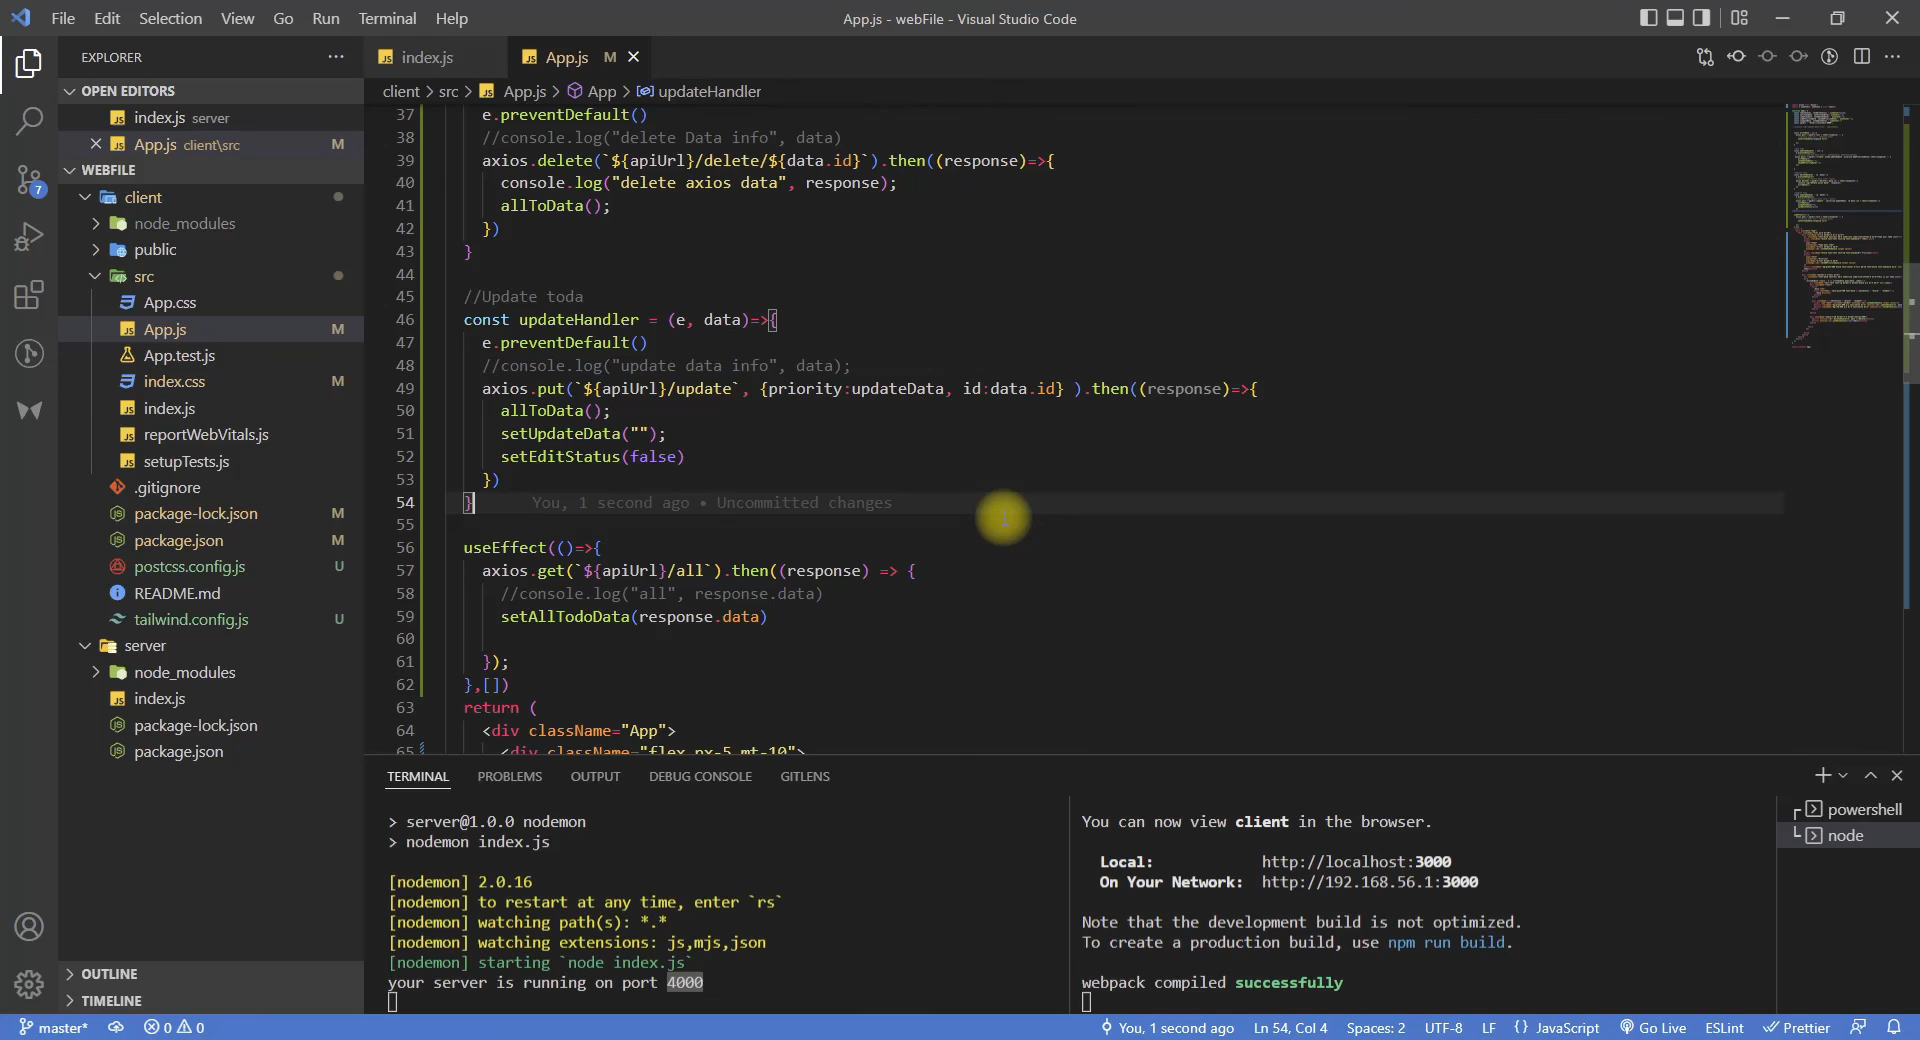 File Edit Selection View Go Run Terminal Help
App.js - webFile - Visual Studio Code
EXPLORER
OPEN EDITORS
index.js server
App.js client\src M
WEBFILE
client
node_modules
public
src
App.css
App.js M
App.test.js
index.css M
index.js
reportWebVitals.js
setupTests.js
.gitignore
package-lock.json M
package.json M
postcss.config.js U
README.md
tailwind.config.js U
server
node_modules
index.js
package-lock.json
package.json
OUTLINE
TIMELINE
7
index.js
App.js M
client > src > App.js > App > updateHandler
37 e.preventDefault()
38 //console.log("delete Data info", data)
39 axios.delete(`${apiUrl}/delete/${data.id}`).then((response)=>{
40 console.log("delete axios data", response);
41 allToData();
42 })
43 }
44
45 //Update toda
46 const updateHandler = (e, data)=>{
47 e.preventDefault()
48 //console.log("update data info", data);
49 axios.put(`${apiUrl}/update`, {priority:updateData, id:data.id} ).then((response)=>{
50 allToData();
51 setUpdateData("");
52 setEditStatus(false)
53 })
54 } You, 1 second ago • Uncommitted changes
55
56 useEffect(()=>{
57 axios.get(`${apiUrl}/all`).then((response) => {
58 //console.log("all", response.data)
59 setAllTodoData(response.data)
60
61 });
62 },[])
63 return (
64 <div className="App">
65 <div className="flex px-5 mt-10">
TERMINAL PROBLEMS OUTPUT DEBUG CONSOLE GITLENS
> server@1.0.0 nodemon
> nodemon index.js
[nodemon] 2.0.16
[nodemon] to restart at any time, enter `rs`
[nodemon] watching path(s): *.*
[nodemon] watching extensions: js,mjs,json
[nodemon] starting `node index.js`
your server is running on port 4000
You can now view client in the browser.
Local: http://localhost:3000
On Your Network: http://192.168.56.1:3000
Note that the development build is not optimized.
To create a production build, use npm run build.
webpack compiled successfully
powershell
node
master* 0 0
You, 1 second ago Ln 54, Col 4 Spaces: 2 UTF-8 LF {} JavaScript Go Live ESLint Prettier